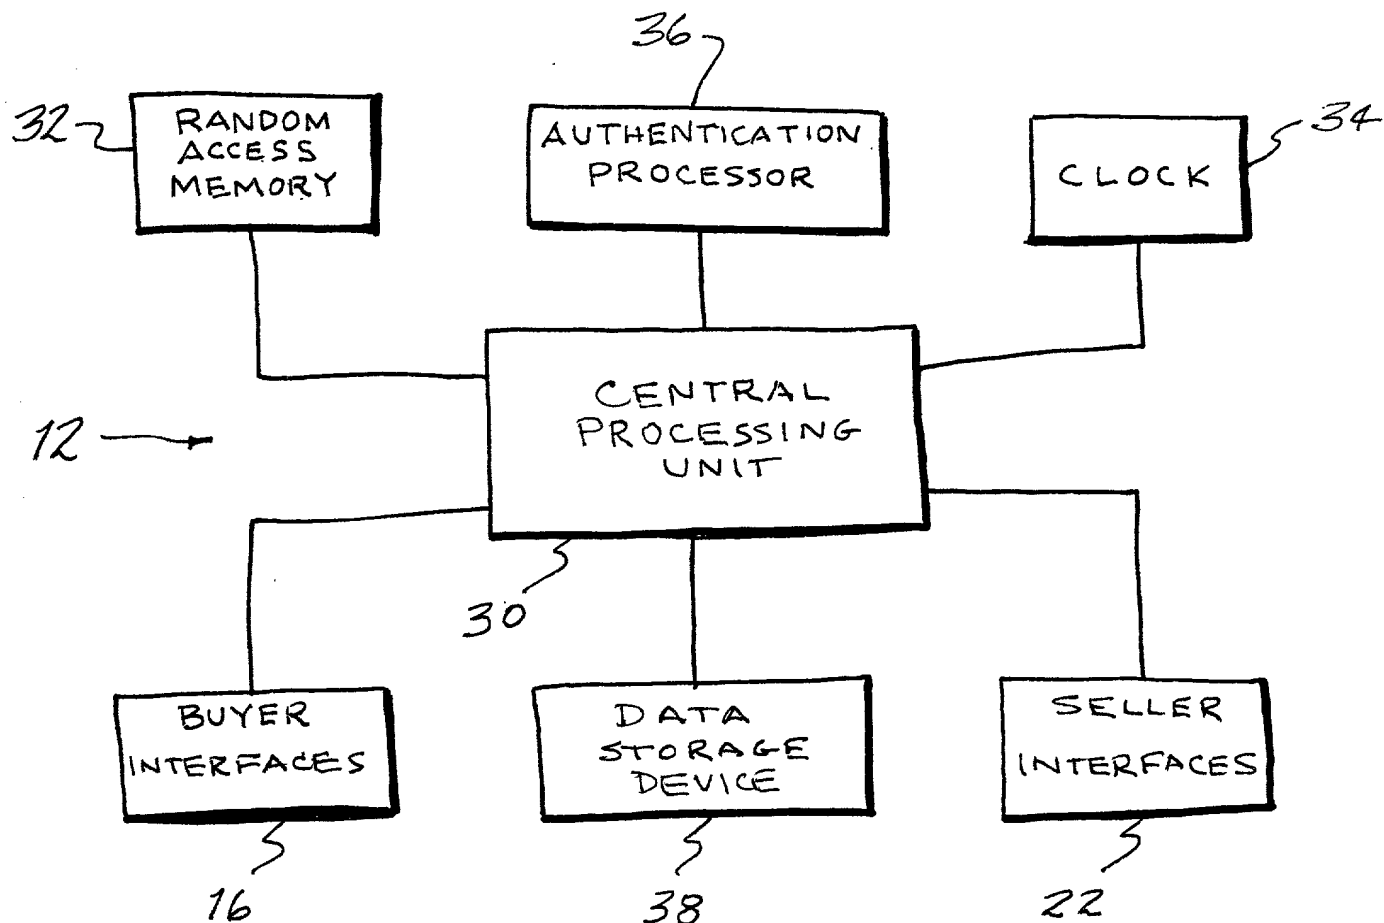 36
32
RANDOM
ACCESS
MEMORY
AUTHENTICATION
PROCESSOR
34
CLOCK
12
CENTRAL
PROCESSING
UNIT
30
BUYER
INTERFACES
16
DATA
STORAGE
DEVICE
38
SELLER
INTERFACES
22